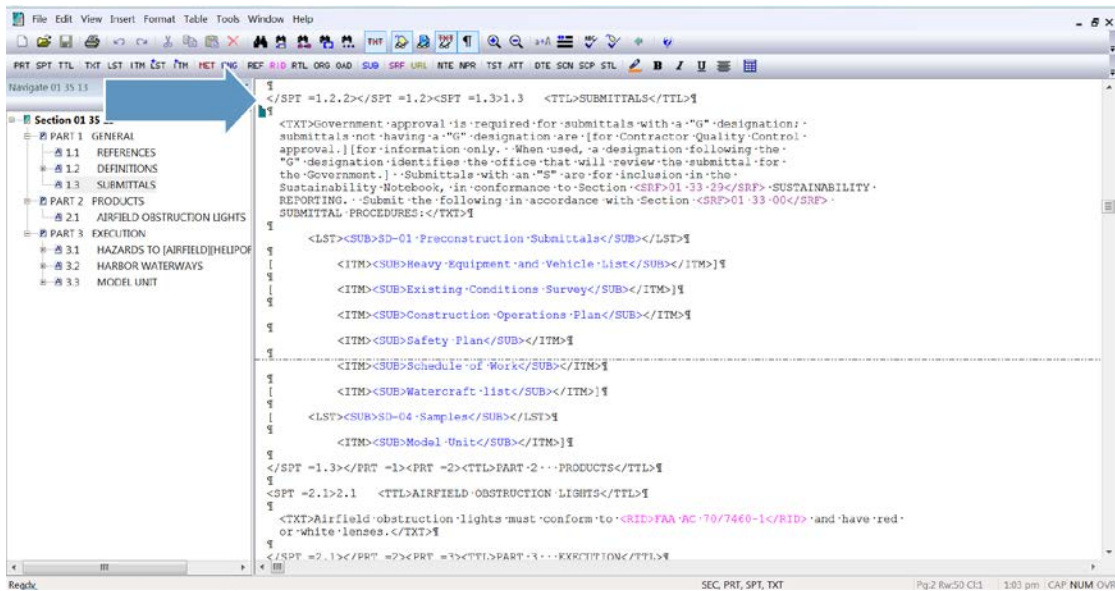 File Edit View Insert Format Table Tools Window Help
THT
PRT SPT TTL TXT LST ITM LST ITM MET ENG REF RID RTL ORG OAD SUB SRF URL NTE NPR TST ATT DTE SCN SCP STL B I U
Navigate 01 35 13
Section 01 35
PART 1 GENERAL
1.1 REFERENCES
1.2 DEFINITIONS
1.3 SUBMITTALS
PART 2 PRODUCTS
2.1 AIRFIELD OBSTRUCTION LIGHTS
PART 3 EXECUTION
3.1 HAZARDS TO [AIRFIELD][HELIPOR
3.2 HARBOR WATERWAYS
3.3 MODEL UNIT
¶
</SPT =1.2.2></SPT =1.2><SPT =1.3>1.3 <TTL>SUBMITTALS</TTL>¶
¶
<TXT>Government·approval·is·required·for·submittals·with·a·"G"·designation;·
submittals·not·having·a·"G"·designation·are·[for·Contractor·Quality·Control·
approval.][for·information·only.··When·used,·a·designation·following·the·
"G"·designation·identifies·the·office·that·will·review·the·submittal·for·
the·Government.]··Submittals·with·an·"S"·are·for·inclusion·in·the·
Sustainability·Notebook,·in·conformance·to·Section·<SRF>01·33·29</SRF>·SUSTAINABILITY·
REPORTING.··Submit·the·following·in·accordance·with·Section·<SRF>01·33·00</SRF>·
SUBMITTAL·PROCEDURES:</TXT>¶
¶
<LST><SUB>SD-01·Preconstruction·Submittals</SUB></LST>¶
¶
[ <ITM><SUB>Heavy·Equipment·and·Vehicle·List</SUB></ITM>]¶
¶
[ <ITM><SUB>Existing·Conditions·Survey</SUB></ITM>]¶
¶
<ITM><SUB>Construction·Operations·Plan</SUB></ITM>¶
¶
<ITM><SUB>Safety·Plan</SUB></ITM>¶
¶
<ITM><SUB>Schedule·of·Work</SUB></ITM>¶
¶
[ <ITM><SUB>Watercraft·list</SUB></ITM>]¶
¶
[ <LST><SUB>SD-04·Samples</SUB></LST>¶
¶
<ITM><SUB>Model·Unit</SUB></ITM>]¶
¶
</SPT =1.3></PRT =1><PRT =2><TTL>PART·2···PRODUCTS</TTL>¶
¶
<SPT =2.1>2.1 <TTL>AIRFIELD·OBSTRUCTION·LIGHTS</TTL>¶
¶
<TXT>Airfield·obstruction·lights·must·conform·to·<RID>FAA·AC·70/7460-1</RID>·and·have·red·
or·white·lenses.</TXT>¶
¶
</SPT =2.1></PRT =2><PRT =3><TTL>PART·3···EXECUTION</TTL>¶
Ready, SEC, PRT, SPT, TXT Pg:2 Rw:50 Cl:1 1:03 pm CAP NUM OVR